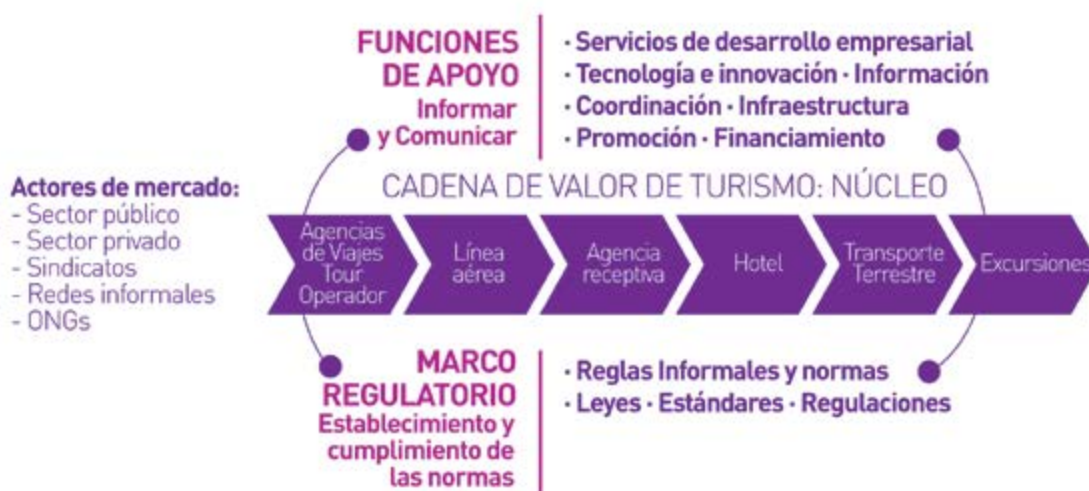 FUNCIONES
DE APOYO
Informar
y Comunicar
· Servicios de desarrollo empresarial
· Tecnología e innovación · Información
· Coordinación · Infraestructura
· Promoción · Financiamiento
Actores de mercado:
- Sector público
- Sector privado
- Sindicatos
- Redes informales
- ONGs
CADENA DE VALOR DE TURISMO: NÚCLEO
Agencias
de Viajes
Tour
Operador
Línea
aérea
Agencia
receptiva
Hotel
Transporte
Terrestre
Excursiones
MARCO
REGULATORIO
Establecimiento y
cumplimiento de
las normas
· Reglas Informales y normas
· Leyes · Estándares · Regulaciones